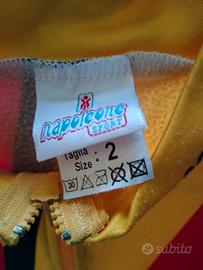 napoleone
SPORT
Taglia
Size : 2
30
subito